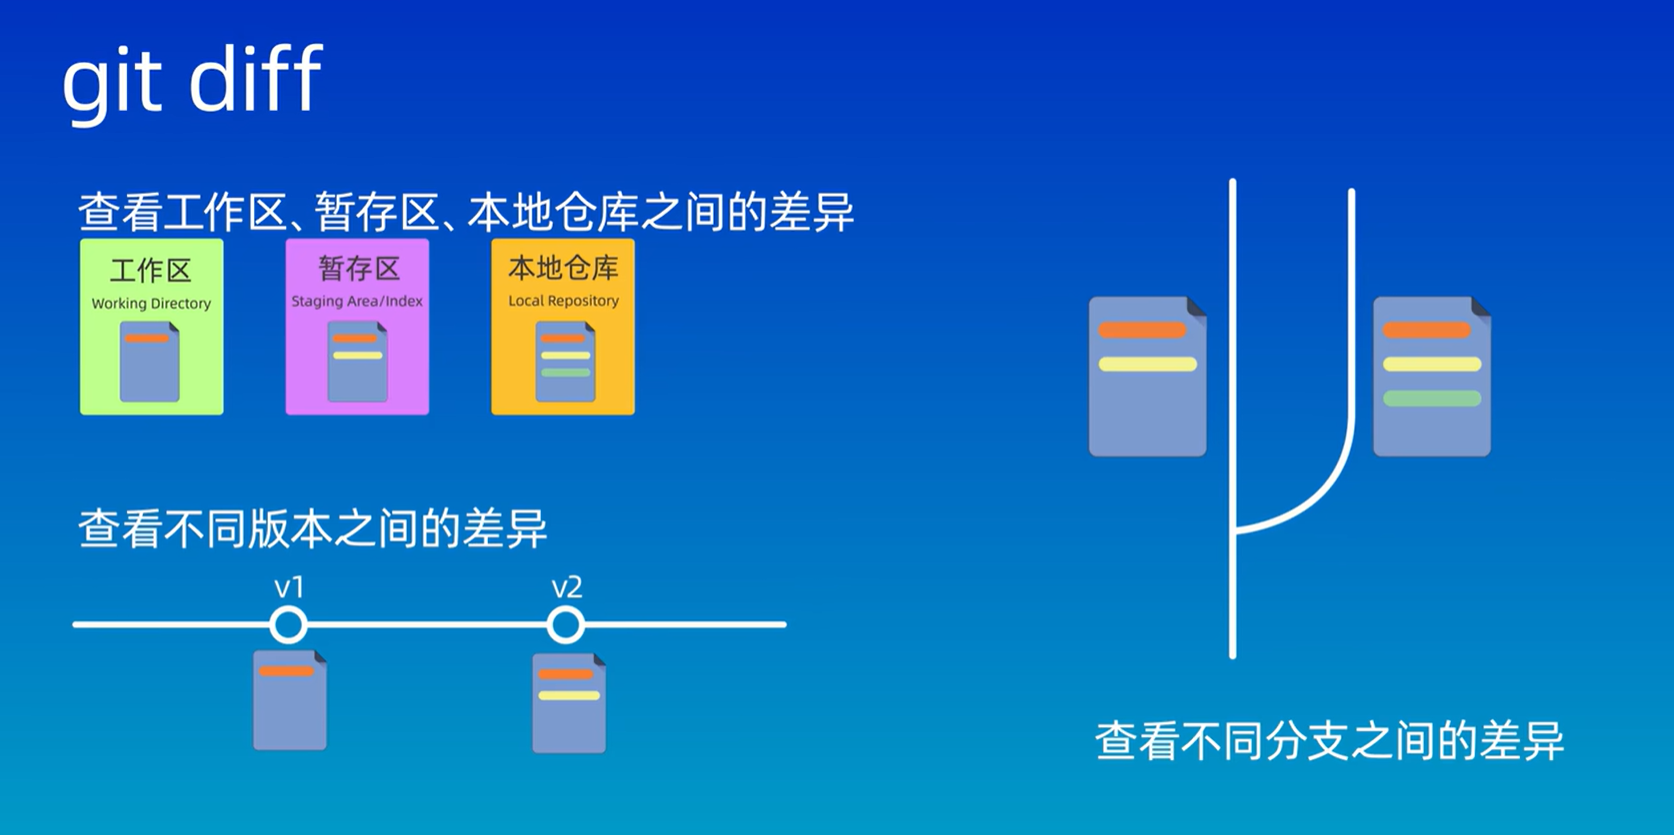 git diff
查看工作区、暂存区、本地仓库之间的差异
工作区
Working Directory
暂存区
Staging Area/Index
本地仓库
Local Repository
查看不同版本之间的差异
v1
v2
查看不同分支之间的差异